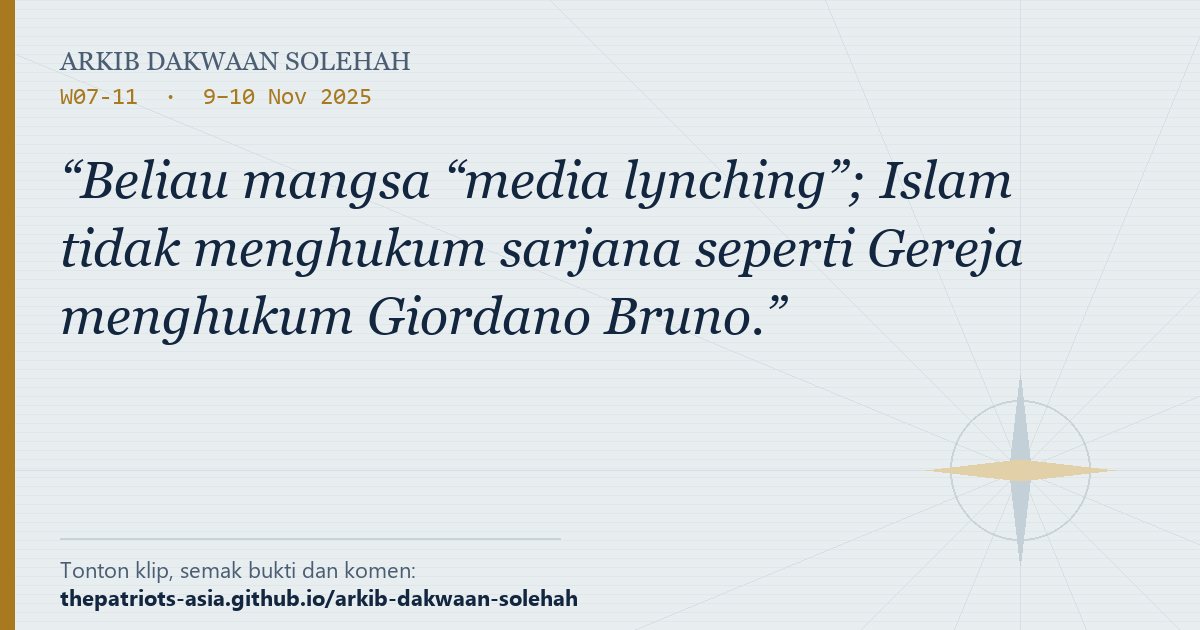 ARKIB DAKWAAN SOLEHAH
W07-11 · 9–10 Nov 2025
“Beliau mangsa “media lynching”; Islam
tidak menghukum sarjana seperti Gereja
menghukum Giordano Bruno.”
Tonton klip, semak bukti dan komen:
thepatriots-asia.github.io/arkib-dakwaan-solehah